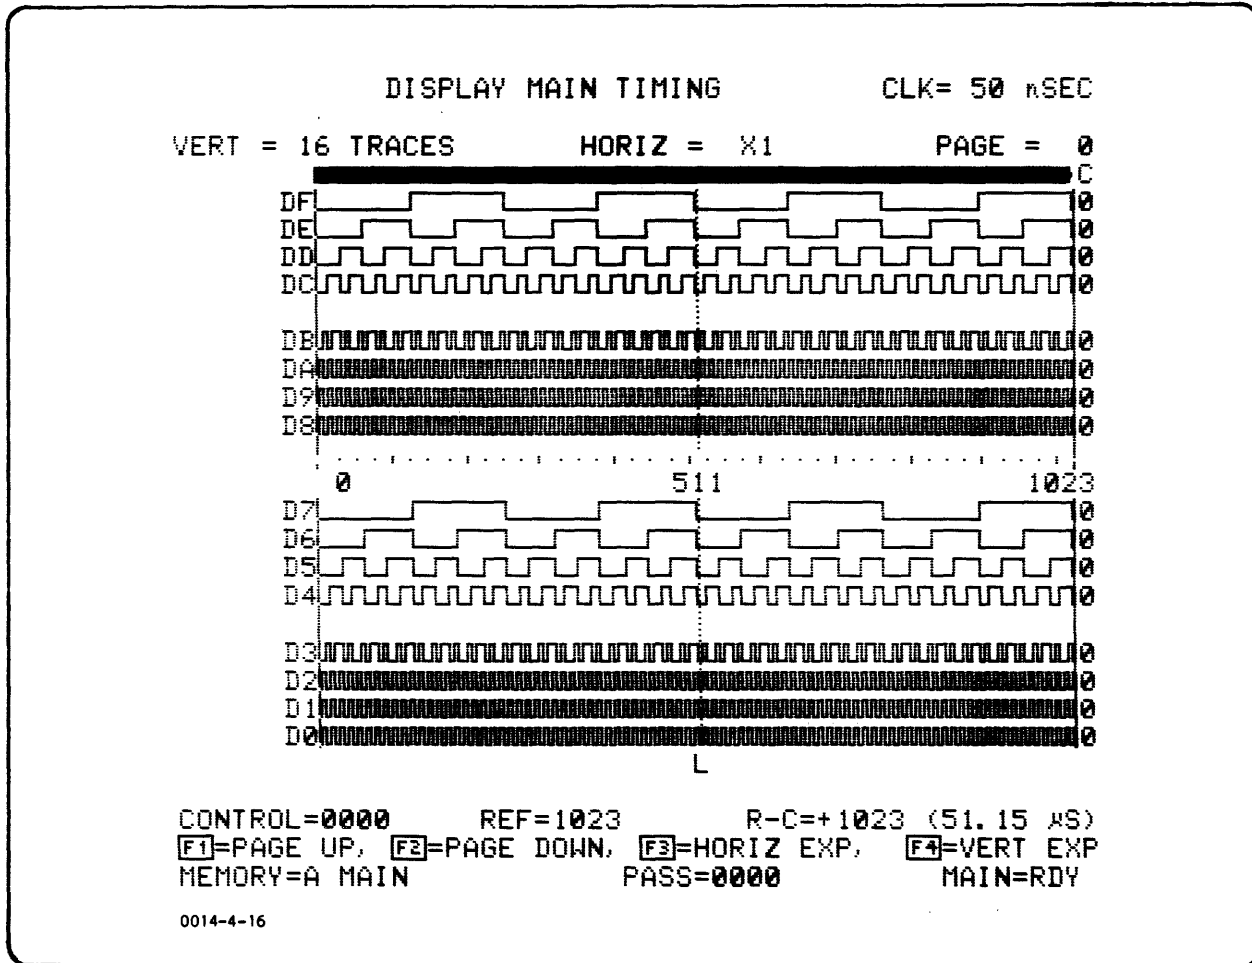 DISPLAY MAIN TIMING CLK= 50 nSEC
VERT = 16 TRACES HORIZ = X1 PAGE = 0
C
DF 0
DE 0
DD 0
DC 0
DB 0
DA 0
D9 0
D8 0
0 511 1023
D7 0
D6 0
D5 0
D4 0
D3 0
D2 0
D1 0
D0 0
L
CONTROL=0000 REF=1023 R-C=+1023 (51.15 µS)
F1=PAGE UP, F2=PAGE DOWN, F3=HORIZ EXP, F4=VERT EXP
MEMORY=A MAIN PASS=0000 MAIN=RDY
0014-4-16